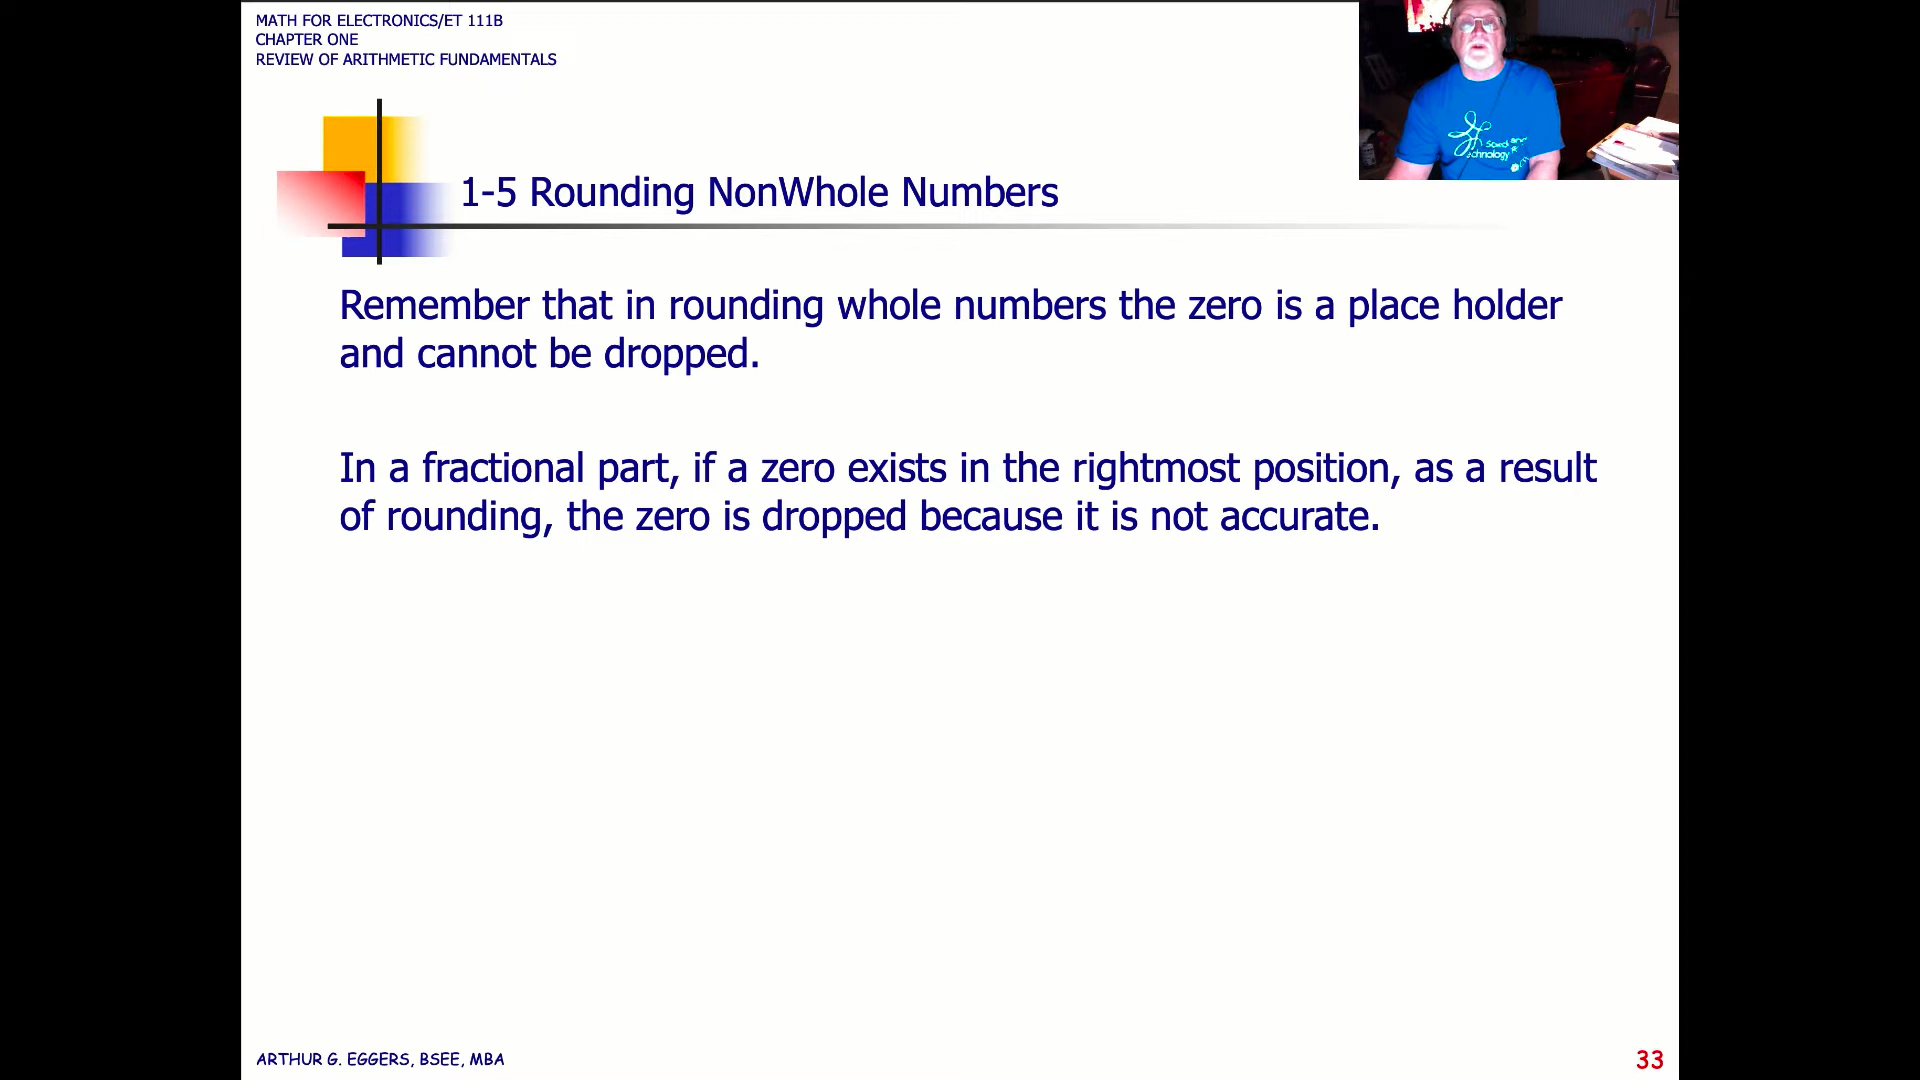 MATH FOR ELECTRONICS/ET 111B
CHAPTER ONE
REVIEW OF ARITHMETIC FUNDAMENTALS
1-5 Rounding NonWhole Numbers
Remember that in rounding whole numbers the zero is a place holder
and cannot be dropped.
In a fractional part, if a zero exists in the rightmost position, as a result
of rounding, the zero is dropped because it is not accurate.
ARTHUR G. EGGERS, BSEE, MBA
33